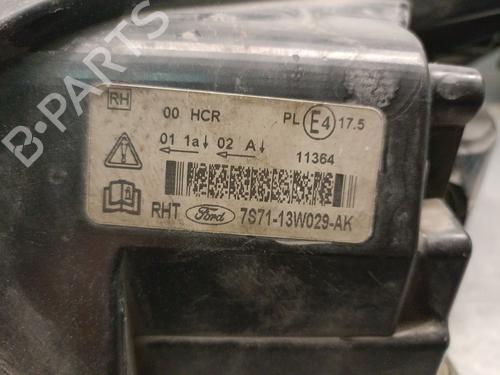 B-PARTS
RH
00 HCR
PL E4 17.5
01 1a 02 A
11364
RHT Ford 7S71-13W029-AK